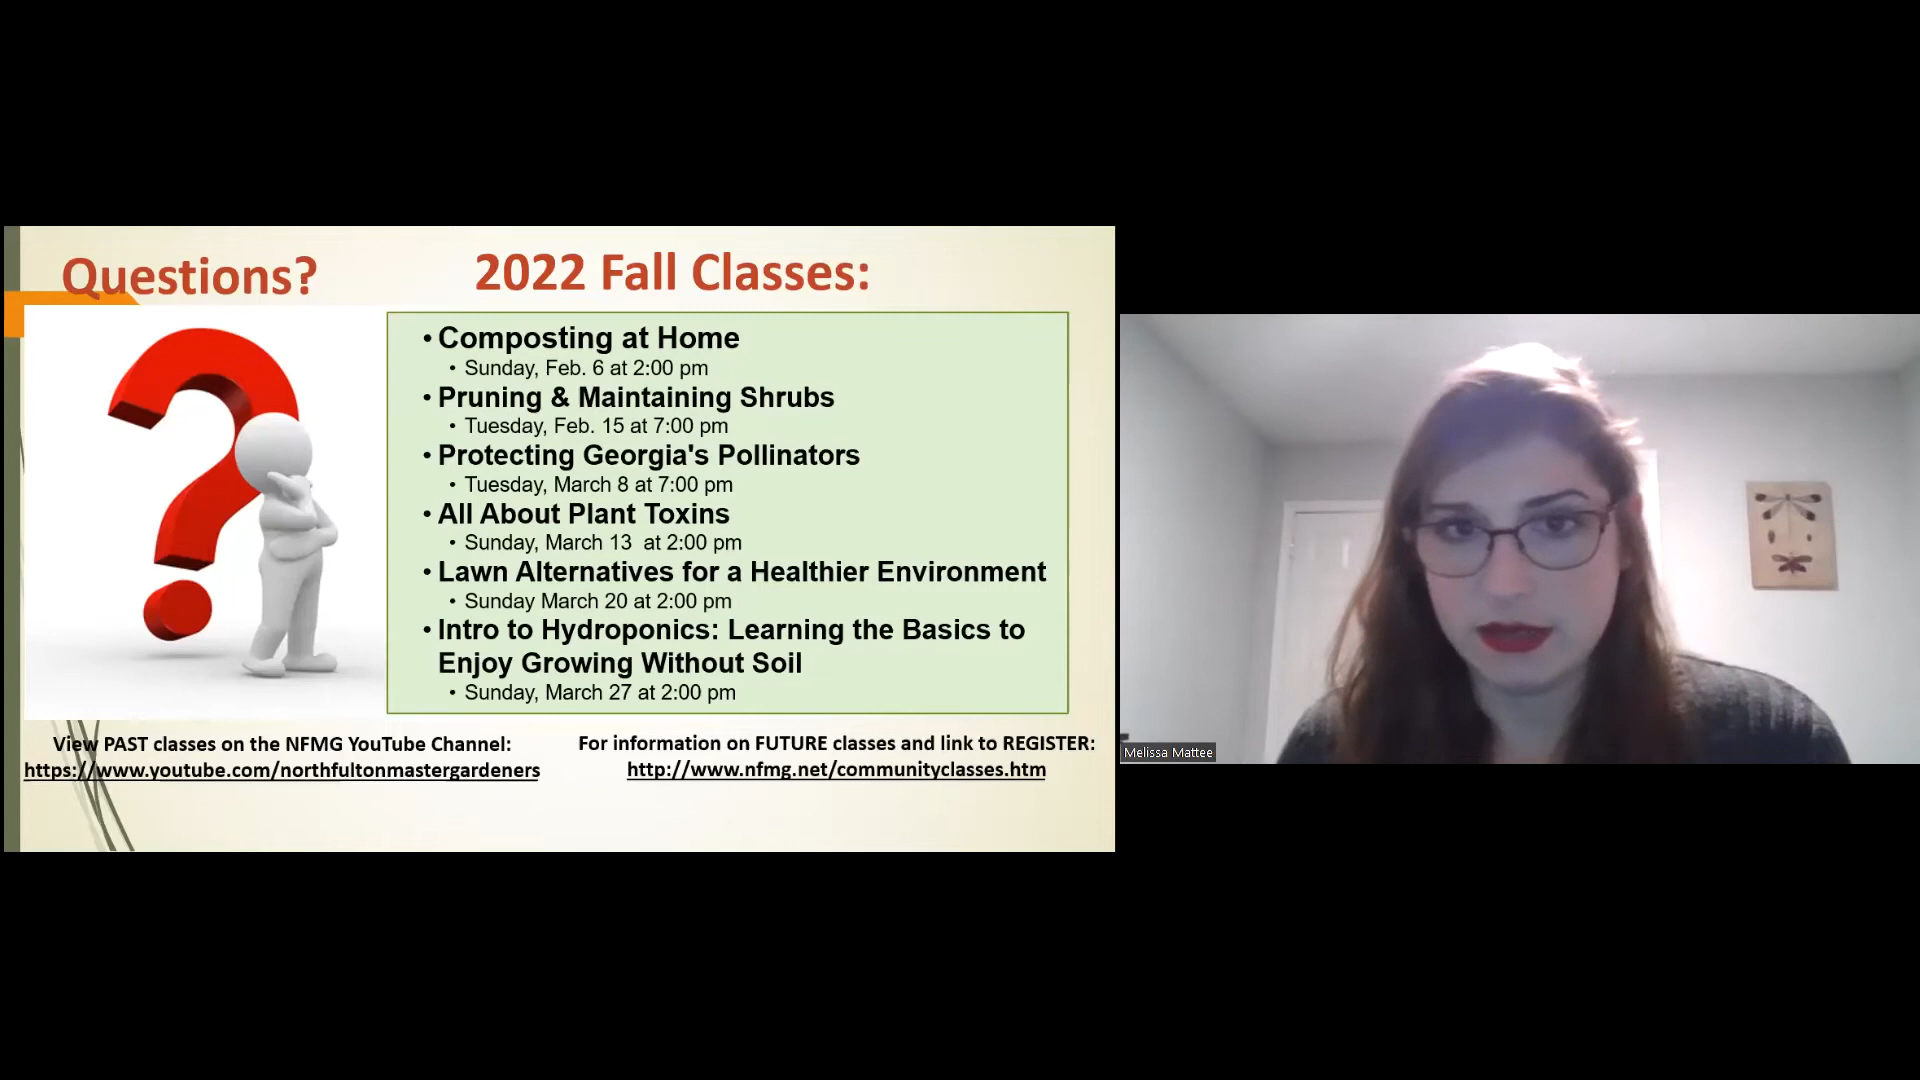 Questions?
2022 Fall Classes:
• Composting at Home
• Sunday, Feb. 6 at 2:00 pm
• Pruning & Maintaining Shrubs
• Tuesday, Feb. 15 at 7:00 pm
• Protecting Georgia's Pollinators
• Tuesday, March 8 at 7:00 pm
• All About Plant Toxins
• Sunday, March 13  at 2:00 pm
• Lawn Alternatives for a Healthier Environment
• Sunday March 20 at 2:00 pm
• Intro to Hydroponics: Learning the Basics to
Enjoy Growing Without Soil
• Sunday, March 27 at 2:00 pm
View PAST classes on the NFMG YouTube Channel:
https://www.youtube.com/northfultonmastergardeners
For information on FUTURE classes and link to REGISTER:
http://www.nfmg.net/communityclasses.htm
Melissa Mattee